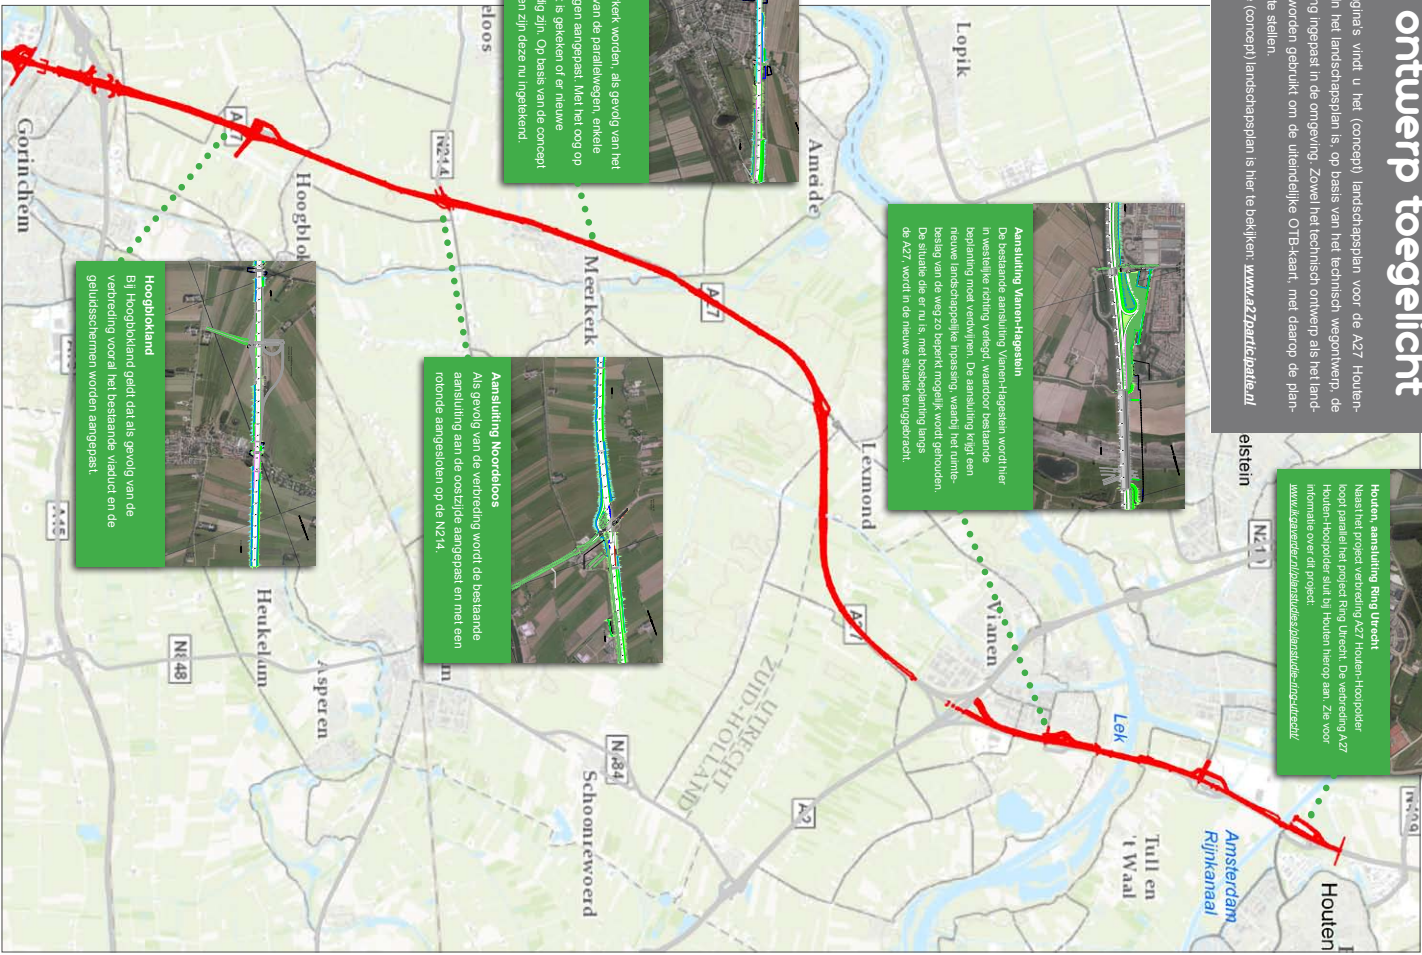 ontwerp toegelicht
vindt u het (concept) landschapsplan voor de A27 Houten-
in het landschapsplan is, op basis van het technisch wegontwerp, de
ingepast in de omgeving. Zowel het technisch ontwerp als het land-
worden gebruikt om de uiteindelijke OTB-kaart, met daarop de plan-
te stellen.
(concept) landschapsplan is hier te bekijken: www.a27participatie.nl
Houten, aansluiting Ring Utrecht
Naast het project verbreding A27 Houten-Hooipolder
loopt parallel het project Ring Utrecht. De verbreding A27
Houten-Hooipolder sluit bij Houten hierop aan. Zie voor
informatie over dit project:
www.ikgaverder.nl/planstudies/planstudie-ring-utrecht/
Aansluiting Vianen-Hagestein
De bestaande aansluiting Vianen-Hagestein wordt hier
in westelijke richting verlegd, waardoor bestaande
beplanting moet verdwijnen. De aansluiting krijgt een
nieuwe landschappelijke inpassing, waarbij het ruimte-
beslag van de weg zo beperkt mogelijk wordt gehouden.
De situatie die er nu is, met bosbeplanting langs
de A27, wordt in de nieuwe situatie teruggebracht.
worden, als gevolg van het
van de parallelwegen, enkele
aangepast. Met het oog op
is gekeken of er nieuwe
zijn. Op basis van de concept
zijn deze nu ingetekend.
Aansluiting Noordeloos
Als gevolg van de verbreding wordt de bestaande
aansluiting aan de oostzijde aangepast en met een
rotonde aangesloten op de N214.
Hoogblokland
Bij Hoogblokland geldt dat als gevolg van de
verbreding vooral het bestaande viaduct en de
geluidsschermen worden aangepast.
Lopik
Ameide
Meerkerk
Lexmond
Vianen
Lek
Tull en
't Waal
Amsterdam
Rijnkanaal
Houten
UTRECHT
ZUID-HOLLAND
Schoonrewoerd
Asperen
Heukelum
Gorinchem
A27
A27
A27
A2
N214
N848
N484